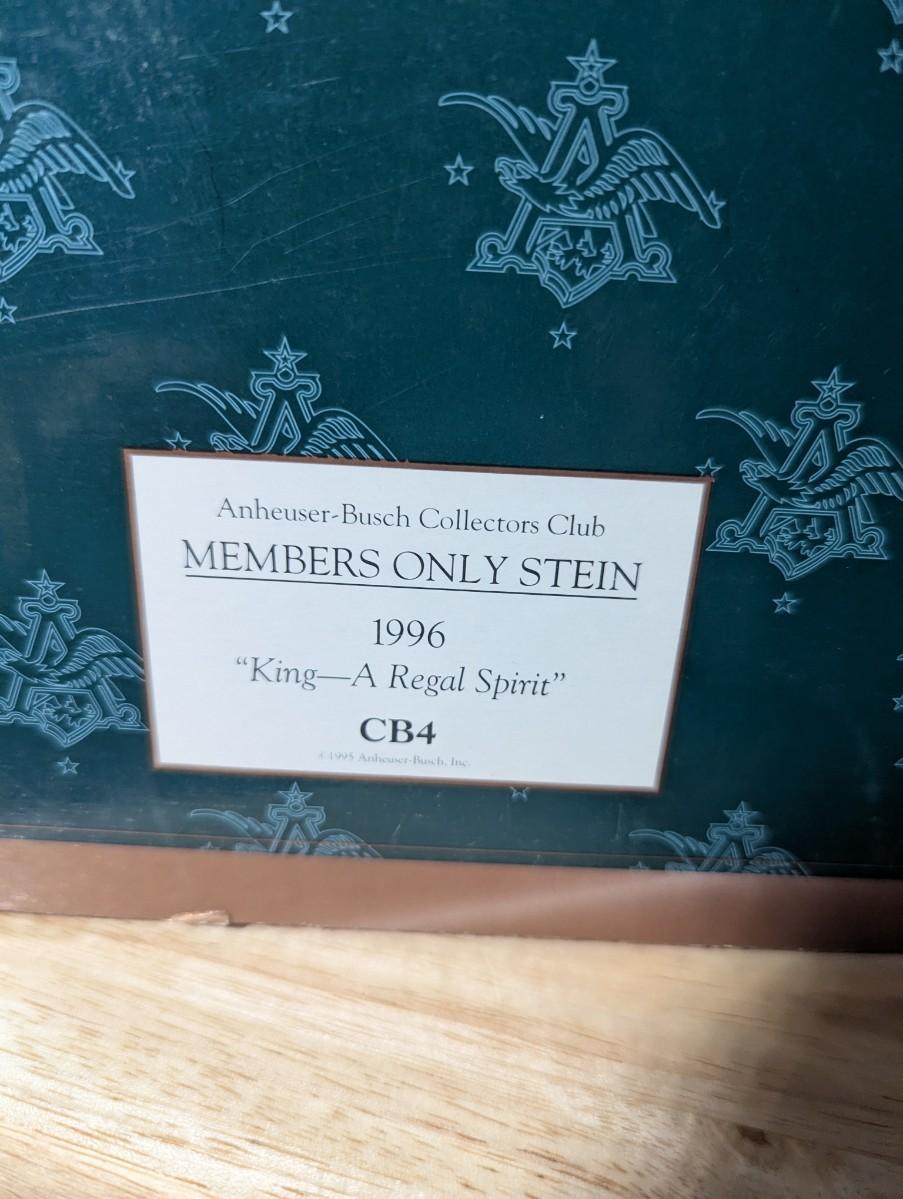 Anheuser-Busch Collectors Club
MEMBERS ONLY STEIN
1996
“King—A Regal Spirit”
CB4
©1995 Anheuser-Busch, Inc.